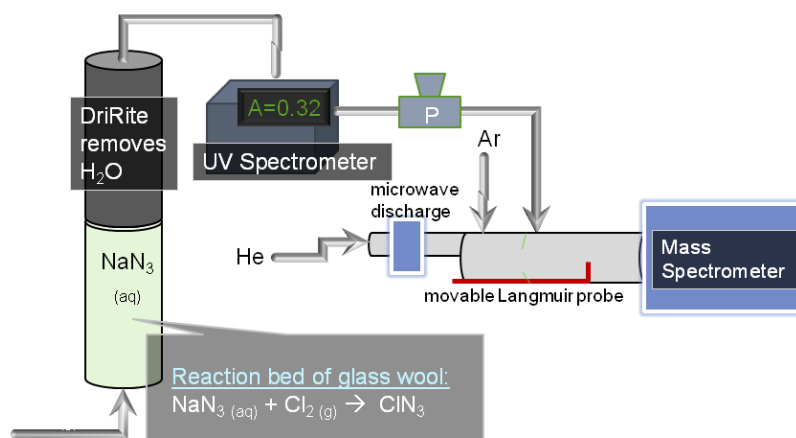 DriRite
removes
H₂O
A=0.32
UV Spectrometer
P
Ar
microwave
discharge
He
NaN₃
(aq)
Mass
Spectrometer
movable Langmuir probe
Reaction bed of glass wool:
NaN₃ (aq) + Cl₂ (g) → ClN₃